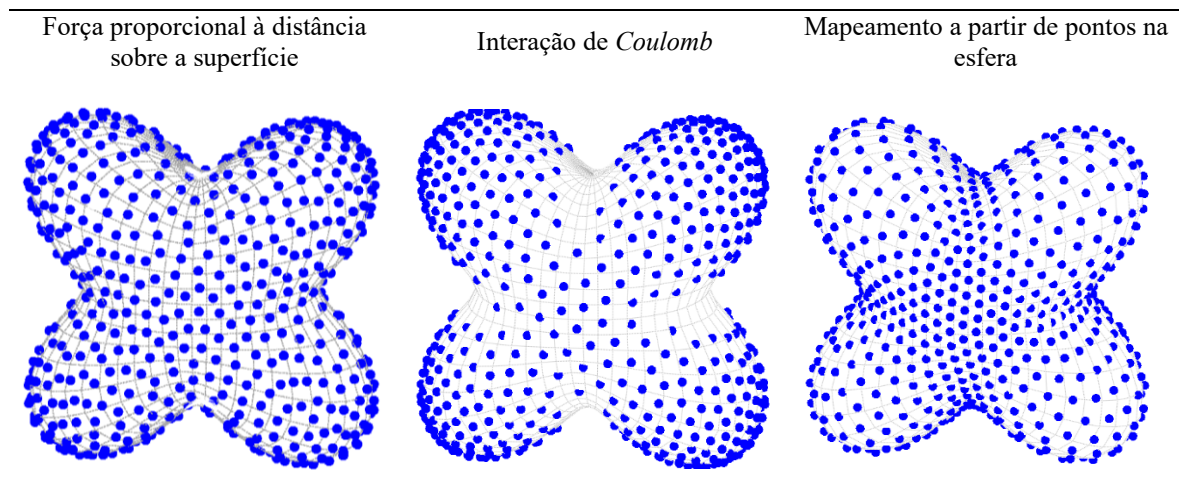 Força proporcional à distância
sobre a superfície
Interação de Coulomb
Mapeamento a partir de pontos na
esfera